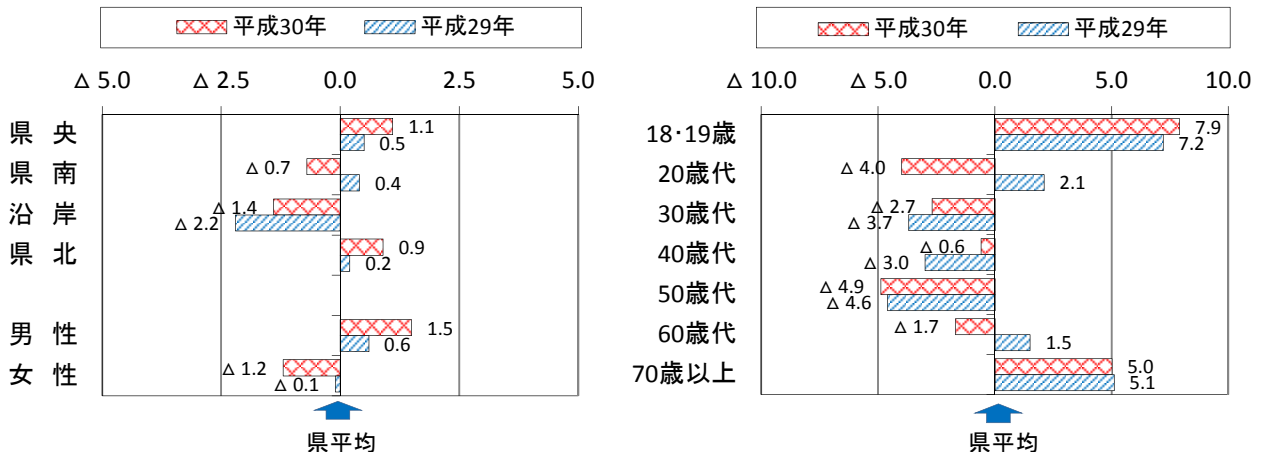 平成30年 平成29年
△ 5.0 △ 2.5 0.0 2.5 5.0
県 央 1.1
0.5
県 南 △ 0.7
0.4
沿 岸 △ 1.4
△ 2.2
県 北 0.9
0.2
男 性 1.5
0.6
女 性 △ 1.2
△ 0.1
県平均
平成30年 平成29年
△ 10.0 △ 5.0 0.0 5.0 10.0
18･19歳 7.9
7.2
20歳代 △ 4.0
2.1
30歳代 △ 2.7
△ 3.7
40歳代 △ 0.6
△ 3.0
50歳代 △ 4.9
△ 4.6
60歳代 △ 1.7
1.5
70歳以上 5.0
5.1
県平均